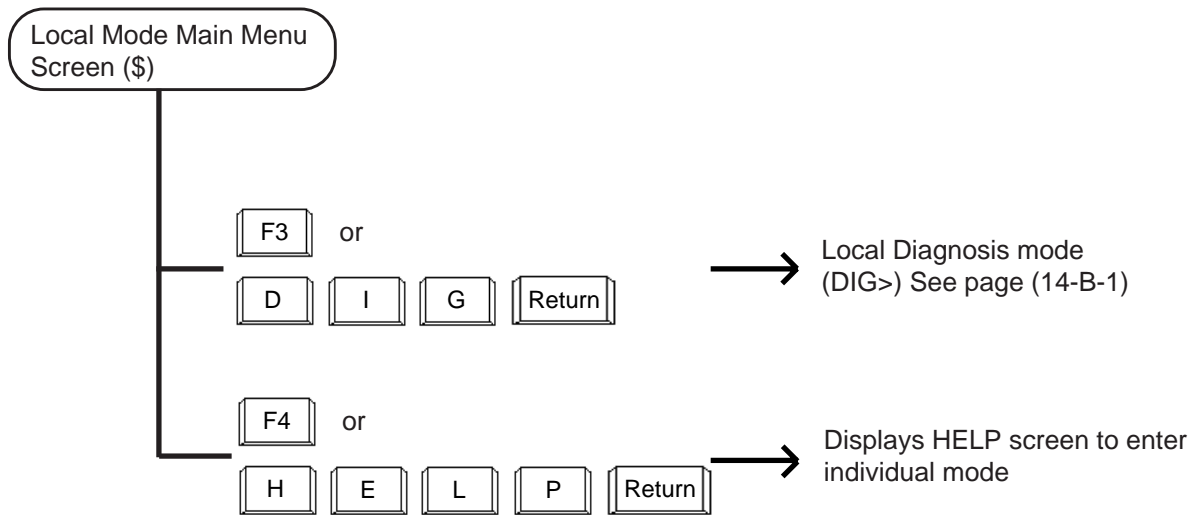 Local Mode Main Menu
Screen ($)
F3 or
D I G Return
Local Diagnosis mode
(DIG>) See page (14-B-1)
F4 or
H E L P Return
Displays HELP screen to enter
individual mode